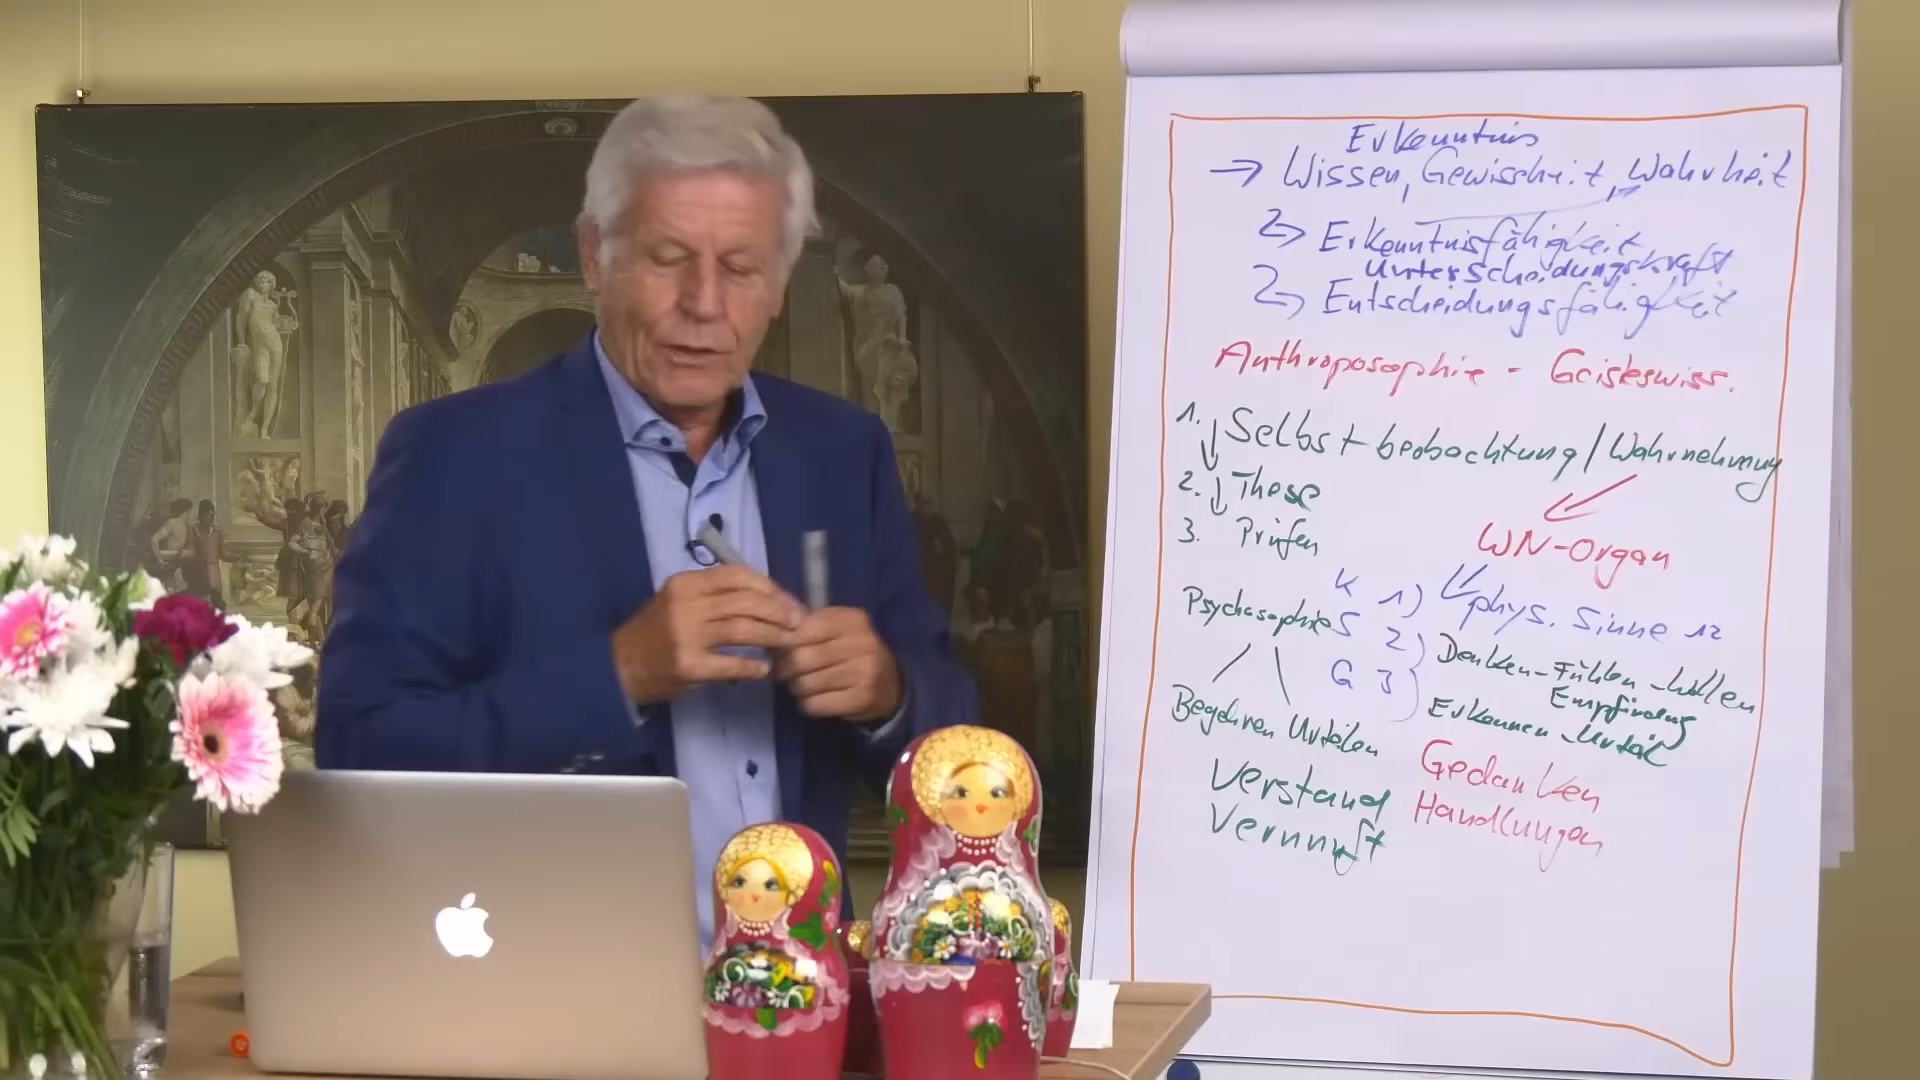 Erkenntnis
→ Wissen, Gewissheit, Wahrheit
→ Erkenntnisfähigkeit
Unterscheidungskraft
→ Entscheidungsfähigkeit
Anthroposophie - Geisteswiss.
1. ↓ Selbstbeobachtung/Wahrnehmung
2. ↓ These
3. Prüfen
WN-Organ
K 1) phys. Sinne 12
Psychosophie S 2) Denken-Fühlen-Wollen
Empfindung
G 3) Erkennen-Urteil
Begehren Urteilen
Gedanken
Verstand
Handlungen
Vernunft